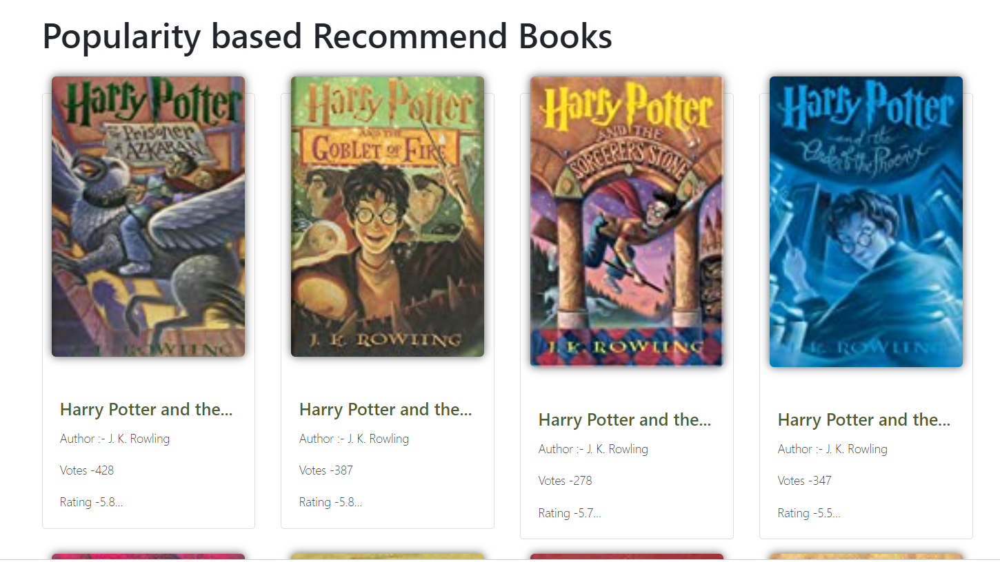 Popularity based Recommend Books
Harry Potter
and the
Prisoner
of AZKABAN
J. K. ROWLING
Harry Potter
AND THE
GOBLET OF FIRE
J. K. ROWLING
Harry Potter
AND THE
SORCERER'S STONE
J. K. ROWLING
Harry Potter
and the
Order of the Phoenix
J. K. ROWLING
Harry Potter and the...
Author :- J. K. Rowling
Votes -428
Rating -5.8...
Harry Potter and the...
Author :- J. K. Rowling
Votes -387
Rating -5.8...
Harry Potter and the...
Author :- J. K. Rowling
Votes -278
Rating -5.7...
Harry Potter and the...
Author :- J. K. Rowling
Votes -347
Rating -5.5...